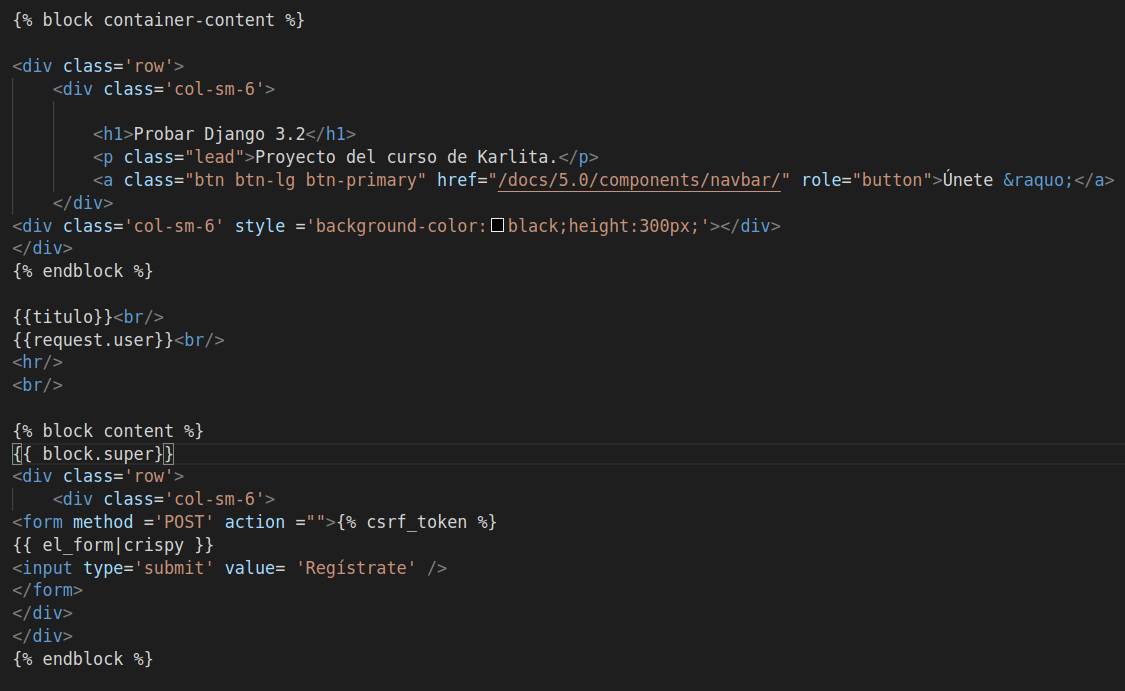 {% block container-content %}
<div class='row'>
<div class='col-sm-6'>
<h1>Probar Django 3.2</h1>
<p class="lead">Proyecto del curso de Karlita.</p>
<a class="btn btn-lg btn-primary" href="/docs/5.0/components/navbar/" role="button">Únete &raquo;</a>
</div>
<div class='col-sm-6' style ='background-color:black;height:300px;'></div>
</div>
{% endblock %}
{{titulo}}<br/>
{{request.user}}<br/>
<hr/>
<br/>
{% block content %}
{{ block.super}}
<div class='row'>
<div class='col-sm-6'>
<form method ='POST' action ="">{% csrf_token %}
{{ el_form|crispy }}
<input type='submit' value= 'Regístrate' />
</form>
</div>
</div>
{% endblock %}